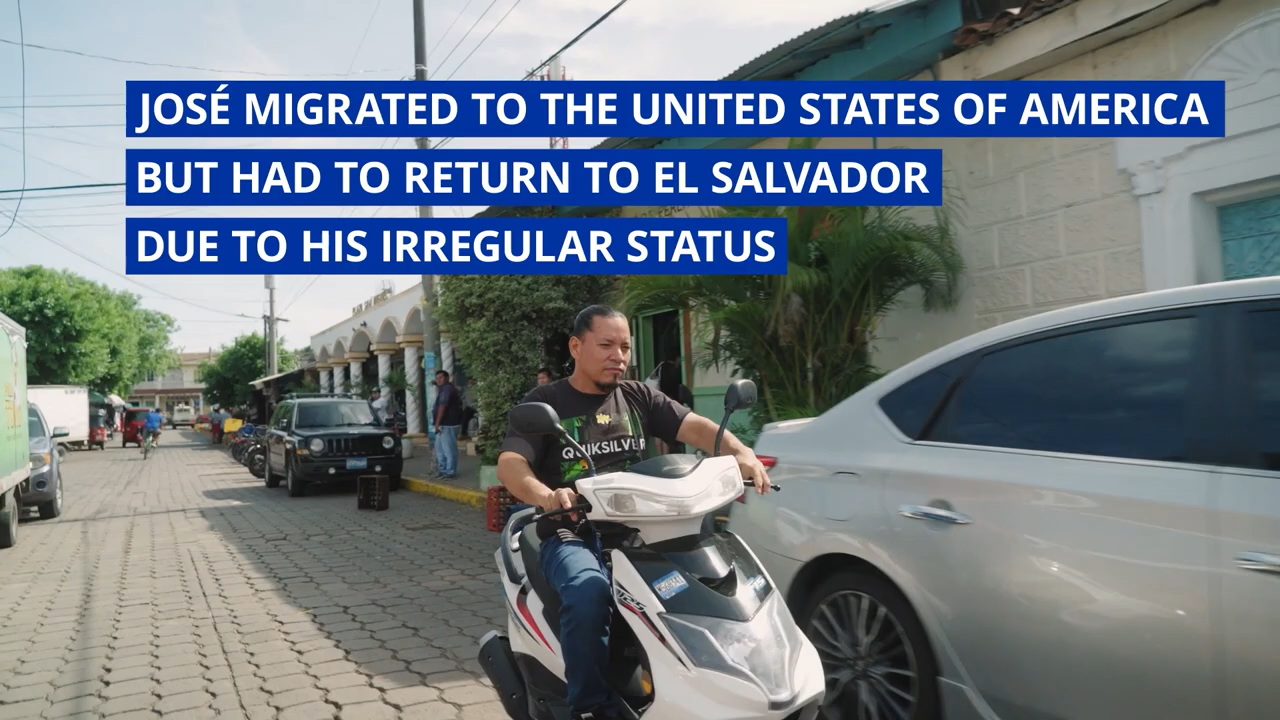 JOSÉ MIGRATED TO THE UNITED STATES OF AMERICA
BUT HAD TO RETURN TO EL SALVADOR
DUE TO HIS IRREGULAR STATUS
QUIKSILVER
125